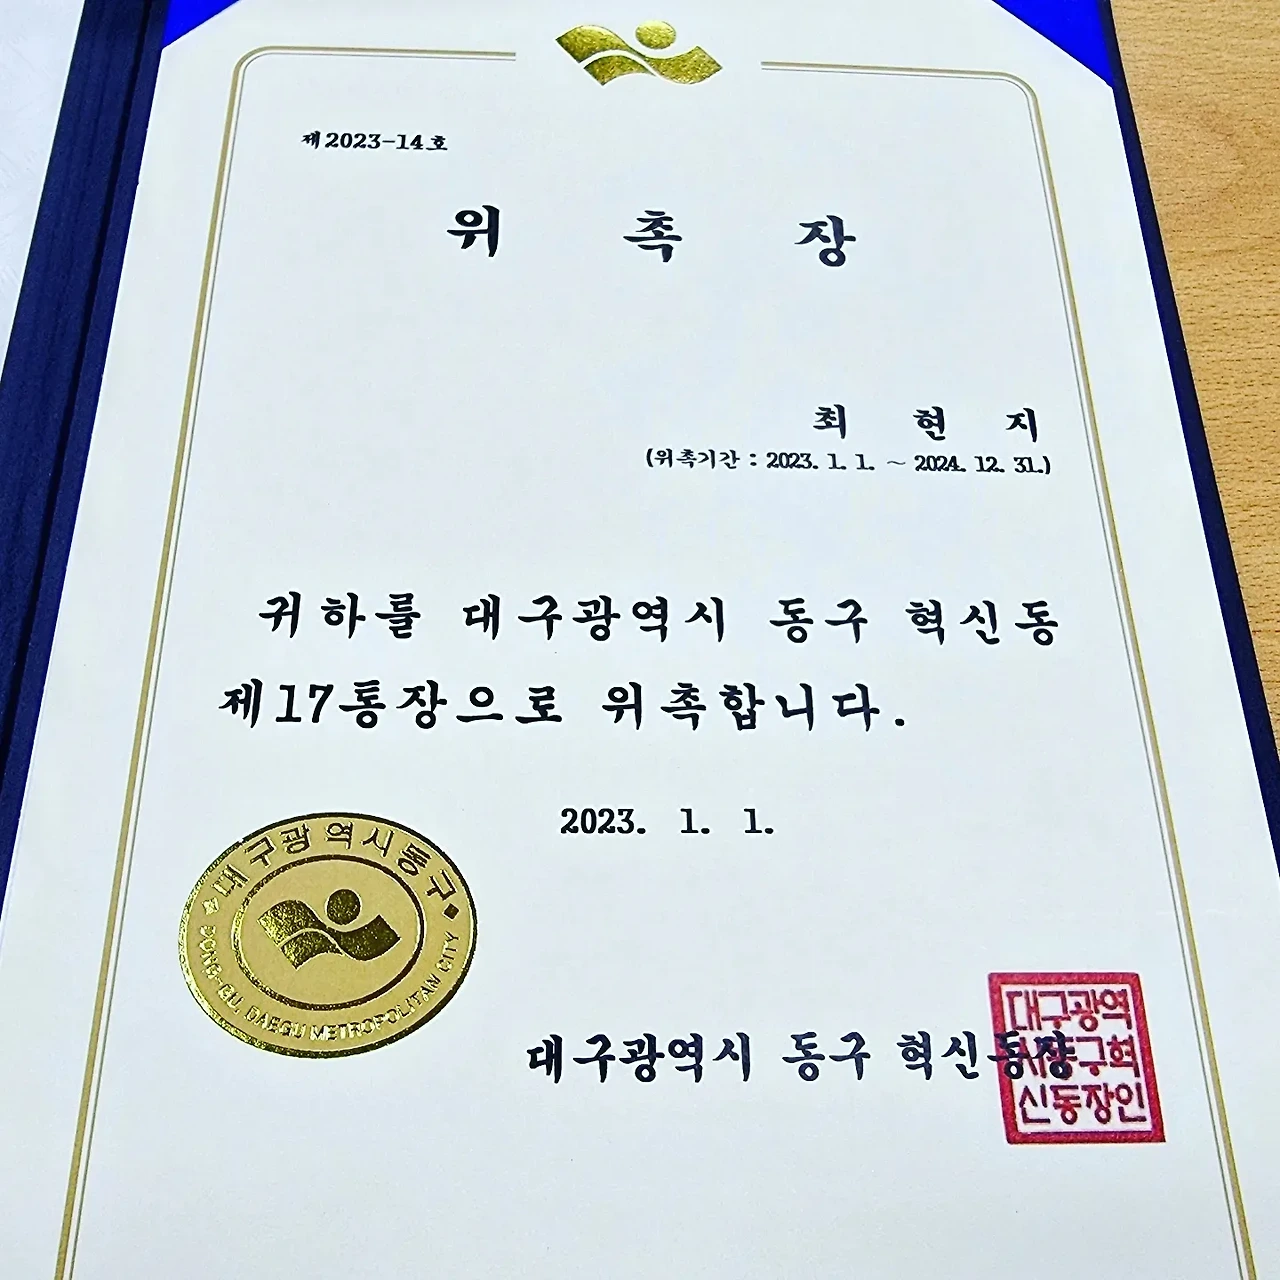 제2023-14호
위 촉 장
최 현 지
(위촉기간 : 2023. 1. 1. ~ 2024. 12. 31.)
귀하를 대구광역시 동구 혁신동
제17통장으로 위촉합니다.
2023. 1. 1.
대구광역시동구
DONG-GU, DAEGU METROPOLITAN CITY
대구광역시 동구 혁신동장
대구광역
시동구혁
신동장인